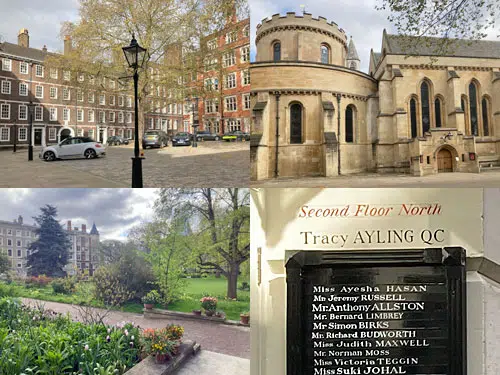 Second Floor North
Tracy AYLING QC
Miss Ayesha HASAN
Mr Jeremy RUSSELL
Mr. Anthony ALLSTON
Mr. Bernard LIMBREY
Mr Simon BIRKS
Mr. Richard BUDWORTH
Miss Judith MAXWELL
Mr. Norman MOSS
Miss Victoria TEGGIN
Miss Suki JOHAL